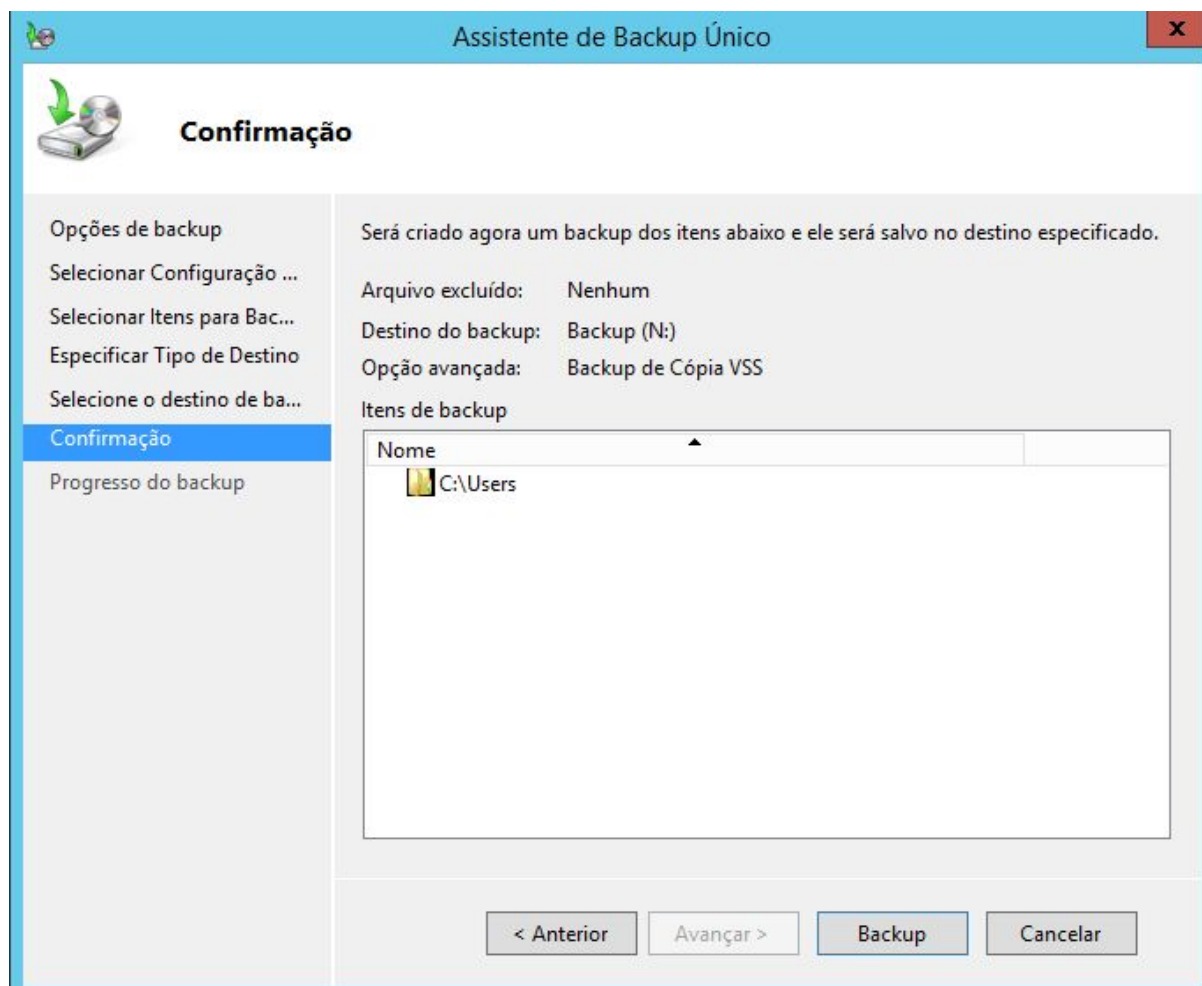 Assistente de Backup Único
x
Confirmação
Opções de backup
Selecionar Configuração ...
Selecionar Itens para Bac...
Especificar Tipo de Destino
Selecione o destino de ba...
Confirmação
Progresso do backup
Será criado agora um backup dos itens abaixo e ele será salvo no destino especificado.
Arquivo excluído: Nenhum
Destino do backup: Backup (N:)
Opção avançada: Backup de Cópia VSS
Itens de backup
Nome
C:\Users
< Anterior
Avançar >
Backup
Cancelar